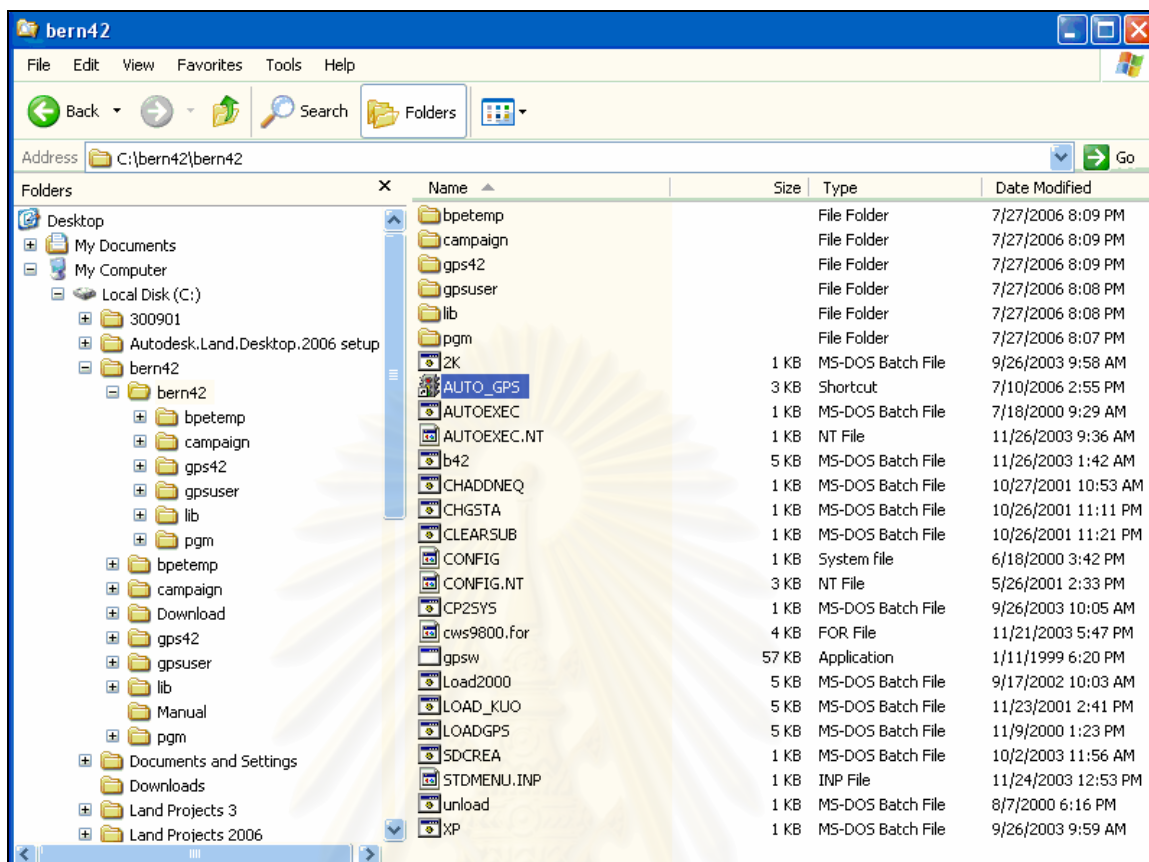 bern42
File Edit View Favorites Tools Help
Back Search Folders
Address C:\bern42\bern42 Go
Folders
Desktop
My Documents
My Computer
Local Disk (C:)
300901
Autodesk.Land.Desktop.2006 setup
bern42
bern42
bpetemp
campaign
gps42
gpsuser
lib
pgm
bpetemp
campaign
Download
gps42
gpsuser
lib
Manual
pgm
Documents and Settings
Downloads
Land Projects 3
Land Projects 2006
Name Size Type Date Modified
bpetemp File Folder 7/27/2006 8:09 PM
campaign File Folder 7/27/2006 8:09 PM
gps42 File Folder 7/27/2006 8:09 PM
gpsuser File Folder 7/27/2006 8:08 PM
lib File Folder 7/27/2006 8:08 PM
pgm File Folder 7/27/2006 8:07 PM
2K 1 KB MS-DOS Batch File 9/26/2003 9:58 AM
AUTO_GPS 3 KB Shortcut 7/10/2006 2:55 PM
AUTOEXEC 1 KB MS-DOS Batch File 7/18/2000 9:29 AM
AUTOEXEC.NT 1 KB NT File 11/26/2003 9:36 AM
b42 5 KB MS-DOS Batch File 11/26/2003 1:42 AM
CHADDNEQ 1 KB MS-DOS Batch File 10/27/2001 10:53 AM
CHGSTA 1 KB MS-DOS Batch File 10/26/2001 11:11 PM
CLEARSUB 1 KB MS-DOS Batch File 10/26/2001 11:21 PM
CONFIG 1 KB System file 6/18/2000 3:42 PM
CONFIG.NT 3 KB NT File 5/26/2001 2:33 PM
CP2SYS 1 KB MS-DOS Batch File 9/26/2003 10:05 AM
cws9800.for 4 KB FOR File 11/21/2003 5:47 PM
gpsw 57 KB Application 1/11/1999 6:20 PM
Load2000 5 KB MS-DOS Batch File 9/17/2002 10:03 AM
LOAD_KUO 5 KB MS-DOS Batch File 11/23/2001 2:41 PM
LOADGPS 5 KB MS-DOS Batch File 11/9/2000 1:23 PM
SDCREA 1 KB MS-DOS Batch File 10/2/2003 11:56 AM
STDMENU.INP 1 KB INP File 11/24/2003 12:53 PM
unload 1 KB MS-DOS Batch File 8/7/2000 6:16 PM
XP 1 KB MS-DOS Batch File 9/26/2003 9:59 AM